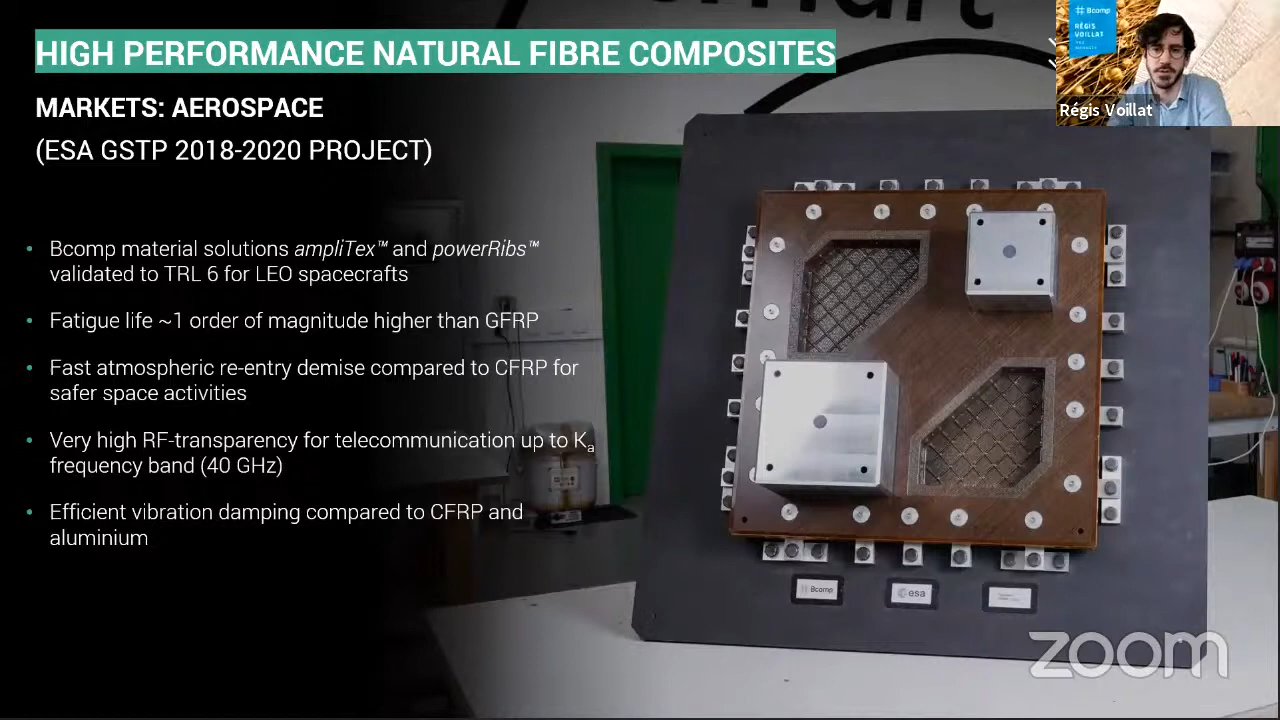 HIGH PERFORMANCE NATURAL FIBRE COMPOSITES
MARKETS: AEROSPACE
(ESA GSTP 2018-2020 PROJECT)
• Bcomp material solutions ampliTex™ and powerRibs™
validated to TRL 6 for LEO spacecrafts
• Fatigue life ~1 order of magnitude higher than GFRP
• Fast atmospheric re-entry demise compared to CFRP for
safer space activities
• Very high RF-transparency for telecommunication up to Ka
frequency band (40 GHz)
• Efficient vibration damping compared to CFRP and
aluminium
# Bcomp
RÉGIS
VOILLAT
Régis Voillat
Bcomp
esa
zoom